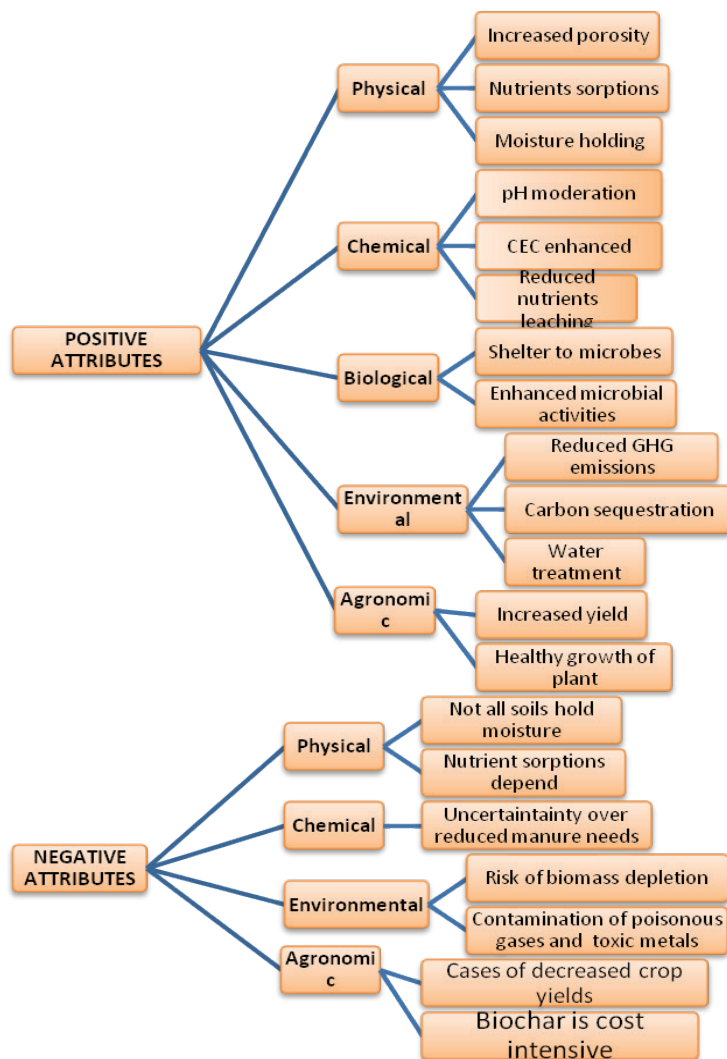 Increased porosity
Physical
Nutrients sorptions
Moisture holding
pH moderation
Chemical
CEC enhanced
Reduced
nutrients
leaching
POSITIVE
ATTRIBUTES
Shelter to microbes
Biological
Enhanced microbial
activities
Reduced GHG
emissions
Environment
al
Carbon sequestration
Water
treatment
Agronomi
c
Increased yield
Healthy growth of
plant
Not all soils hold
moisture
Physical
Nutrient sorptions
depend
Chemical
Uncertaintainty over
reduced manure needs
NEGATIVE
ATTRIBUTES
Risk of biomass depletion
Environmental
Contamination of poisonous
gases and toxic metals
Agronomi
c
Cases of decreased crop
yields
Biochar is cost
intensive